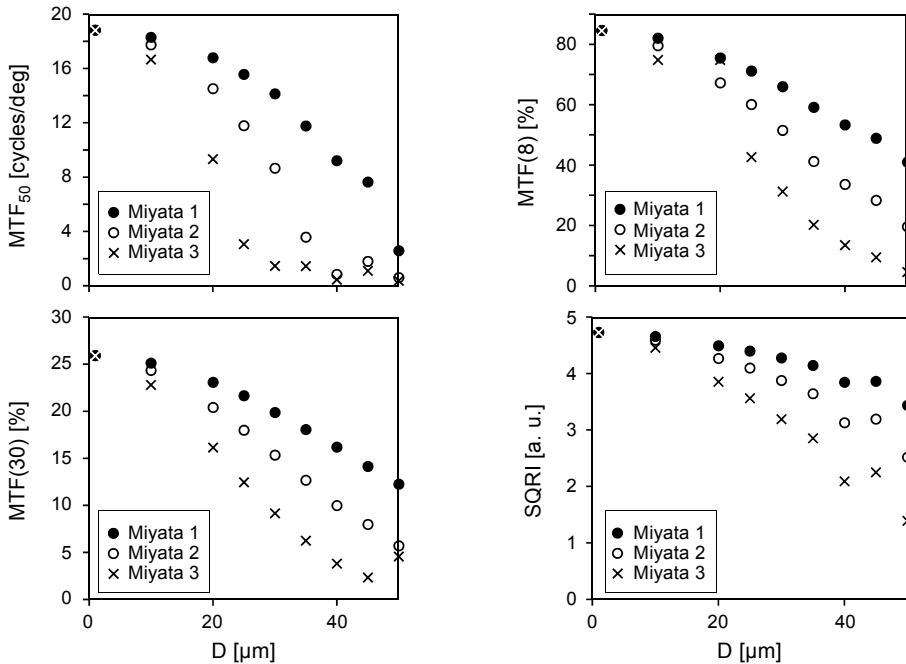 20
16
12
8
4
0
MTF50 [cycles/deg]
Miyata 1
Miyata 2
Miyata 3
80
60
40
20
0
MTF(8) [%]
Miyata 1
Miyata 2
Miyata 3
30
25
20
15
10
5
0
MTF(30) [%]
Miyata 1
Miyata 2
Miyata 3
0 20 40
D [µm]
5
4
3
2
1
0
SQRI [a. u.]
Miyata 1
Miyata 2
Miyata 3
0 20 40
D [µm]